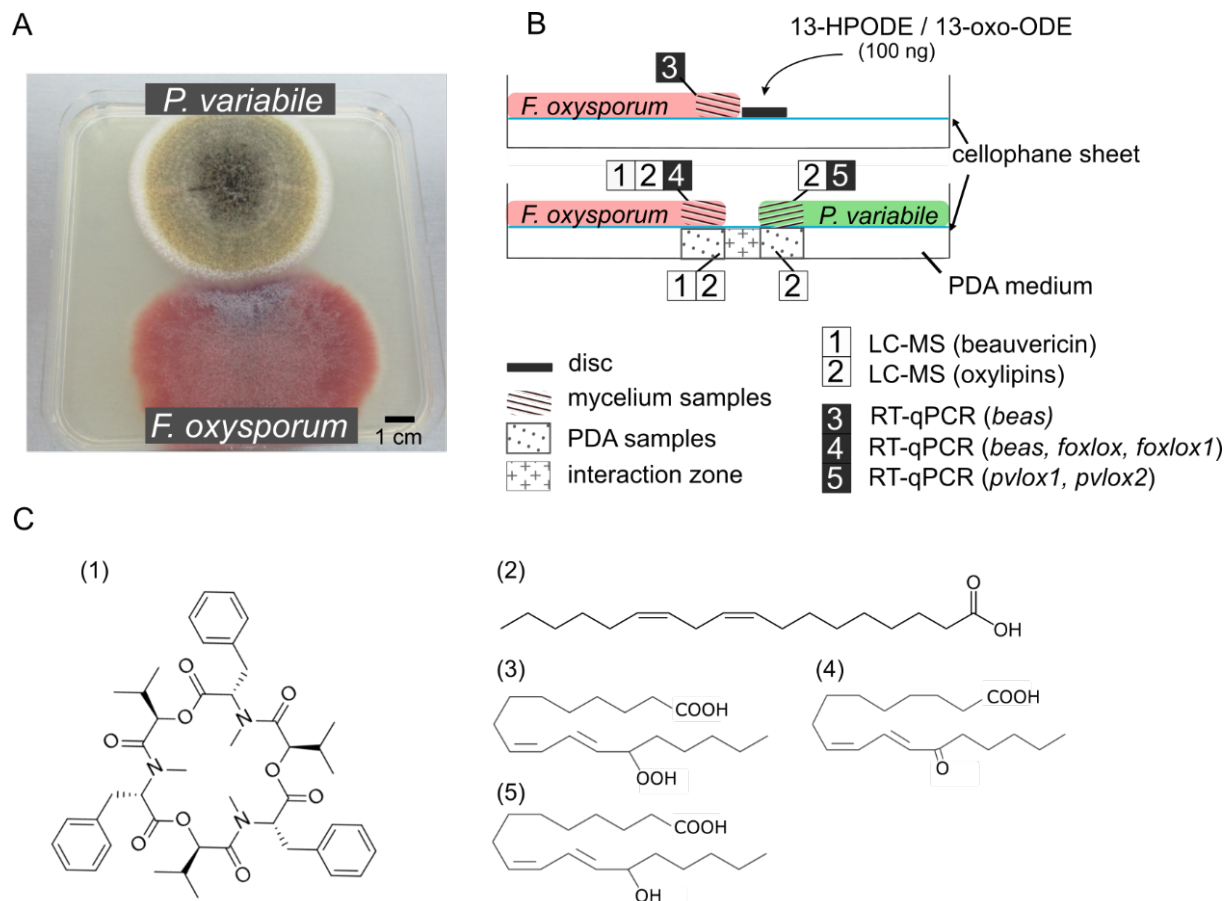 A
P. variabile
F. oxysporum
1 cm
B
13-HPODE / 13-oxo-ODE
(100 ng)
3
F. oxysporum
cellophane sheet
1 2 4
2 5
F. oxysporum
P. variabile
1 2
2
PDA medium
disc
mycelium samples
PDA samples
interaction zone
1 LC-MS (beauvericin)
2 LC-MS (oxylipins)
3 RT-qPCR (beas)
4 RT-qPCR (beas, foxlox, foxlox1)
5 RT-qPCR (pvlox1, pvlox2)
C
(1)
O
O
O
N
O
O
N
O
O
O
N
O
O
(2)
O
OH
(3)
COOH
OOH
(4)
COOH
O
(5)
COOH
OH